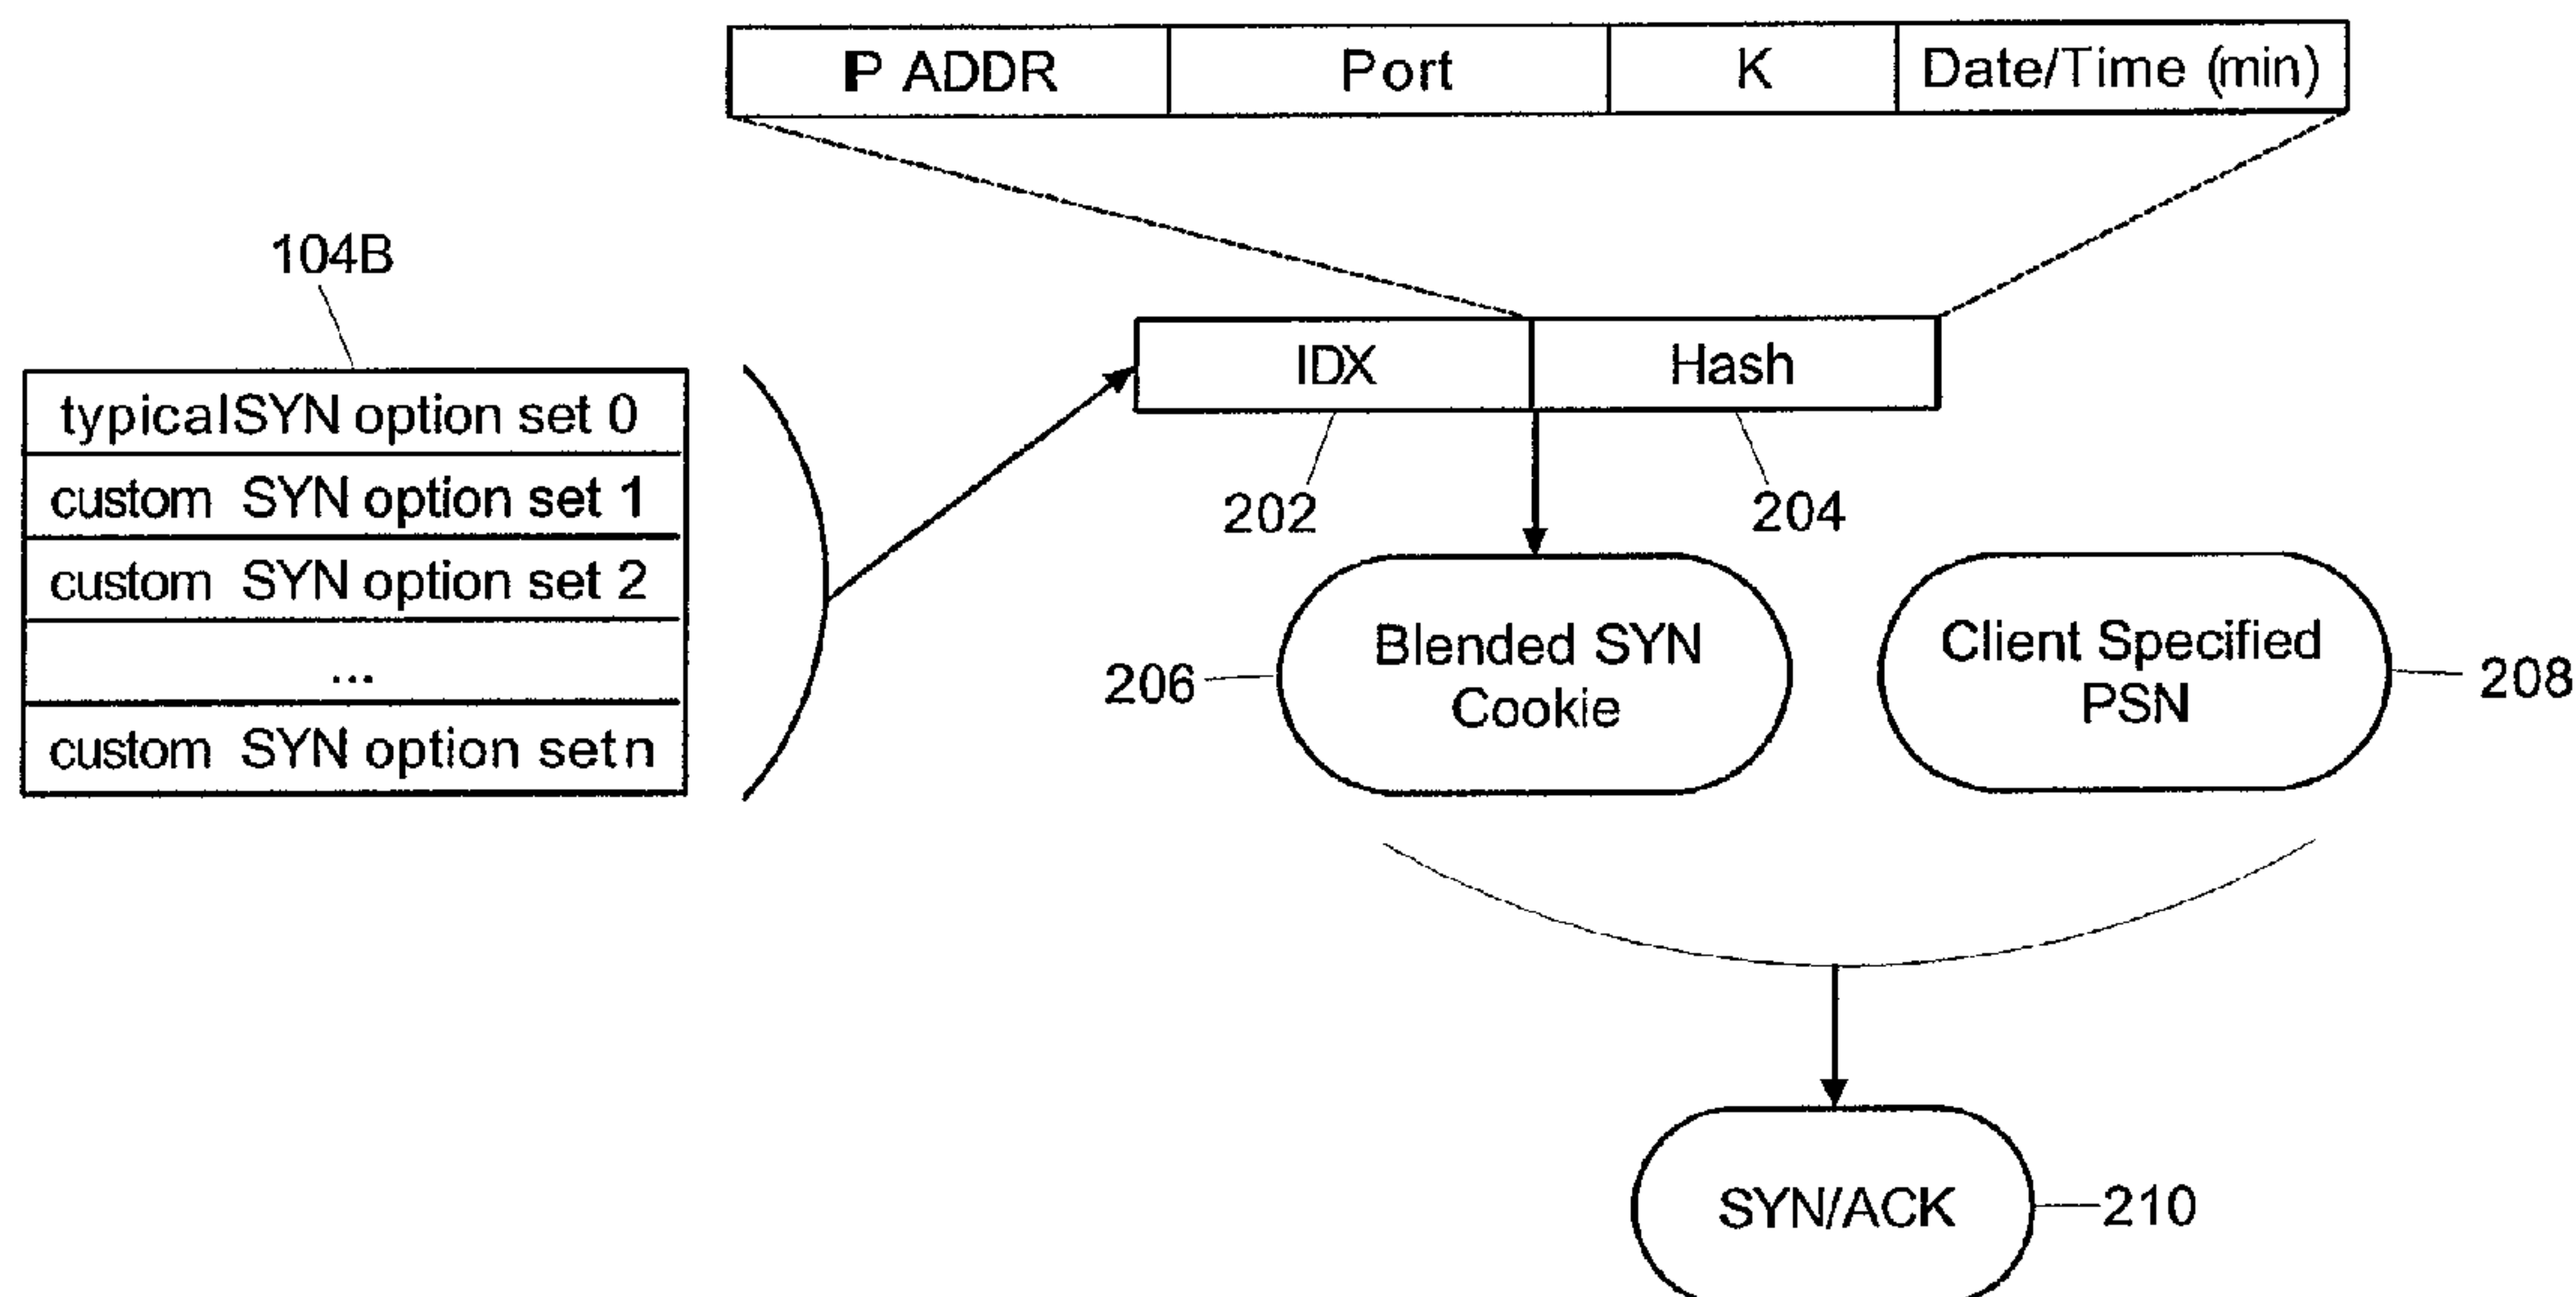 IP ADDR Port K Date/Time (min)
104B
typicalSYN option set 0
custom SYN option set 1
custom SYN option set 2
...
custom SYN option setn
IDX Hash
202 204
206
Blended SYN
Cookie
Client Specified
PSN
208
SYN/ACK
210